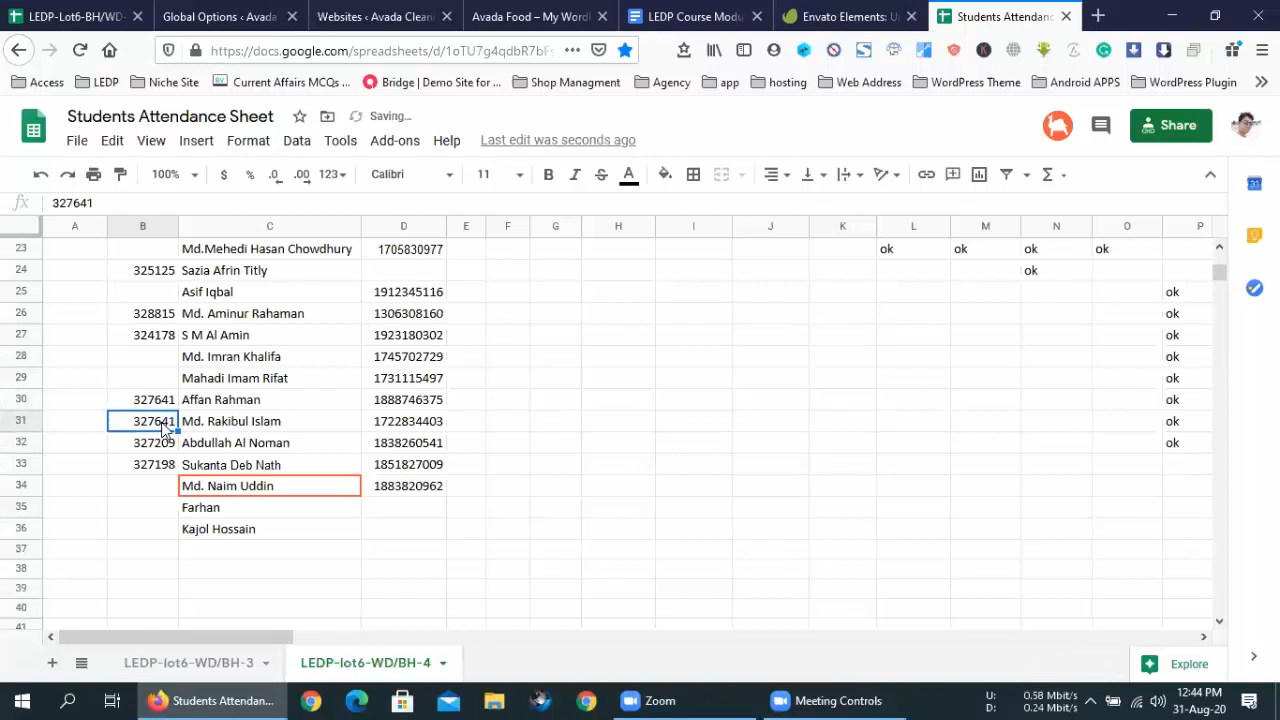 LEDP-Lot6-BH/WD-
Global Options ‹ Avada
Websites ‹ Avada Clean
Avada Food – My Wor
LEDP Course Modu
Envato Elements: U
Students Attendanc
https://docs.google.com/spreadsheets/d/1oTU7g4qdbR7bF
Access
LEDP
Niche Site
Current Affairs MCQs ...
Bridge | Demo Site for ...
Shop Managment
Agency
app
hosting
Web Address
WordPress Theme
Android APPS
WordPress Plugin
Students Attendance Sheet
Saving...
File Edit View Insert Format Data Tools Add-ons Help
Last edit was seconds ago
Share
100% $ % .0 .00 123 Calibri 11 B I S A
fx 327641
A B C D E F G H I J K L M N O P
23 Md.Mehedi Hasan Chowdhury 1705830977 ok ok ok ok
24 325125 Sazia Afrin Titly ok
25 Asif Iqbal 1912345116 ok
26 328815 Md. Aminur Rahaman 1306308160 ok
27 324178 S M Al Amin 1923180302 ok
28 Md. Imran Khalifa 1745702729 ok
29 Mahadi Imam Rifat 1731115497 ok
30 327641 Affan Rahman 1888746375 ok
31 327641 Md. Rakibul Islam 1722834403 ok
32 327209 Abdullah Al Noman 1838260541 ok
33 327198 Sukanta Deb Nath 1851827009
34 Md. Naim Uddin 1883820962
35 Farhan
36 Kajol Hossain
37
38
39
40
41
LEDP-lot6-WD/BH-3
LEDP-lot6-WD/BH-4
Explore
Students Attendan...
Zoom
Meeting Controls
U: 0.58 Mbit/s
D: 0.24 Mbit/s
12:44 PM
31-Aug-20